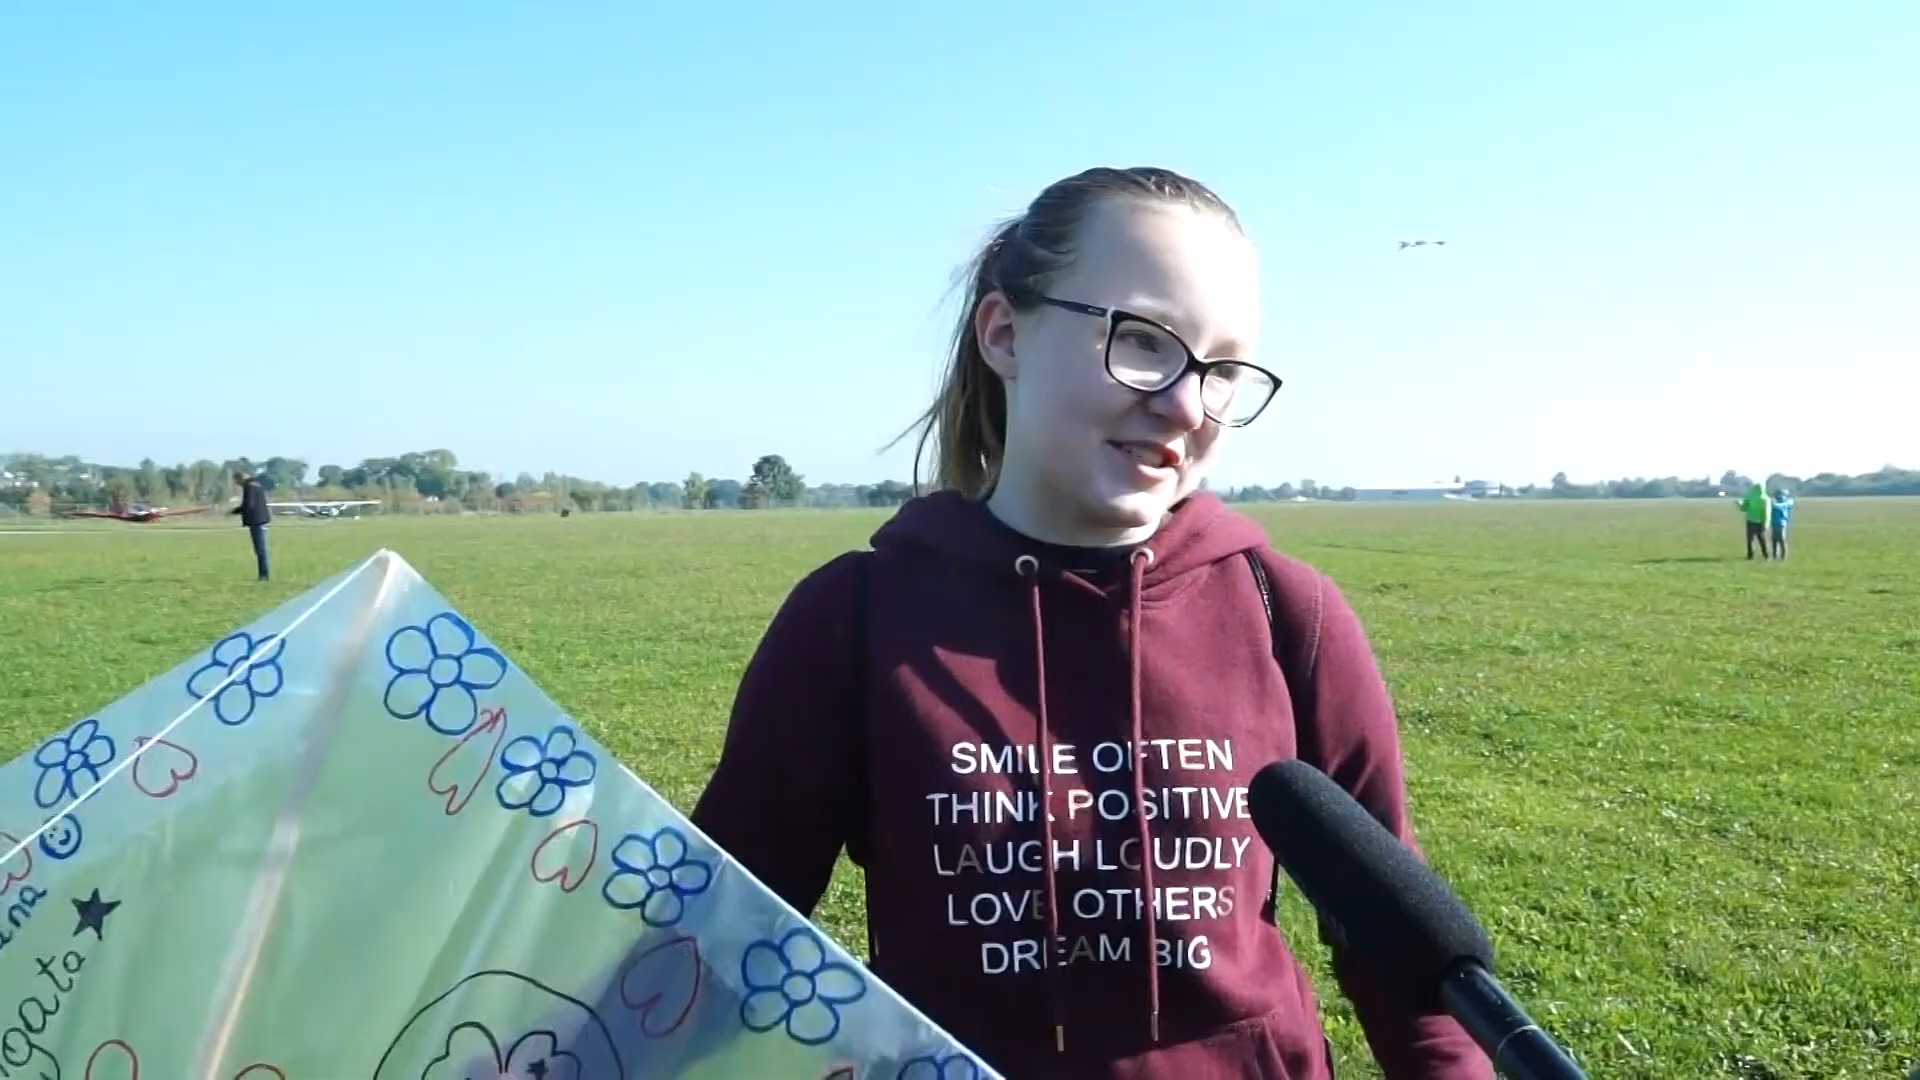 SMILE OFTEN
THINK POSITIVE
LAUGH LOUDLY
LOVE OTHERS
DREAM BIG